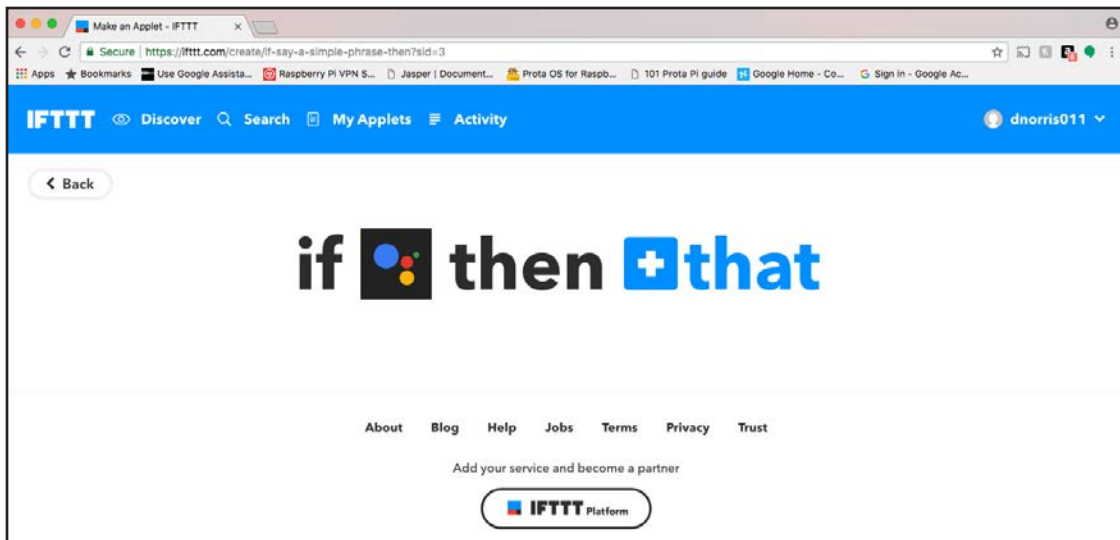 Make an Applet - IFTTT
Secure | https://ifttt.com/create/if-say-a-simple-phrase-then?sid=3
Apps Bookmarks Use Google Assista... Raspberry Pi VPN S... Jasper | Document... Prota OS for Raspb... 101 Prota Pi guide Google Home - Co... Sign in - Google Ac...
IFTTT Discover Search My Applets Activity dnorris011
Back
if then that
About Blog Help Jobs Terms Privacy Trust
Add your service and become a partner
IFTTT Platform